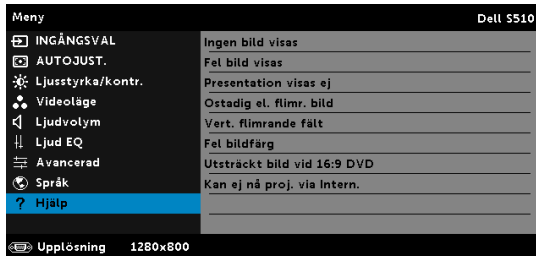 Meny Dell S510
INGÅNGSVAL
AUTOJUST.
Ljusstyrka/kontr.
Videoläge
Ljudvolym
Ljud EQ
Avancerad
Språk
? Hjälp
Ingen bild visas
Fel bild visas
Presentation visas ej
Ostadig el. flimr. bild
Vert. flimrande fält
Fel bildfärg
Utsträckt bild vid 16:9 DVD
Kan ej nå proj. via Intern.
Upplösning 1280x800